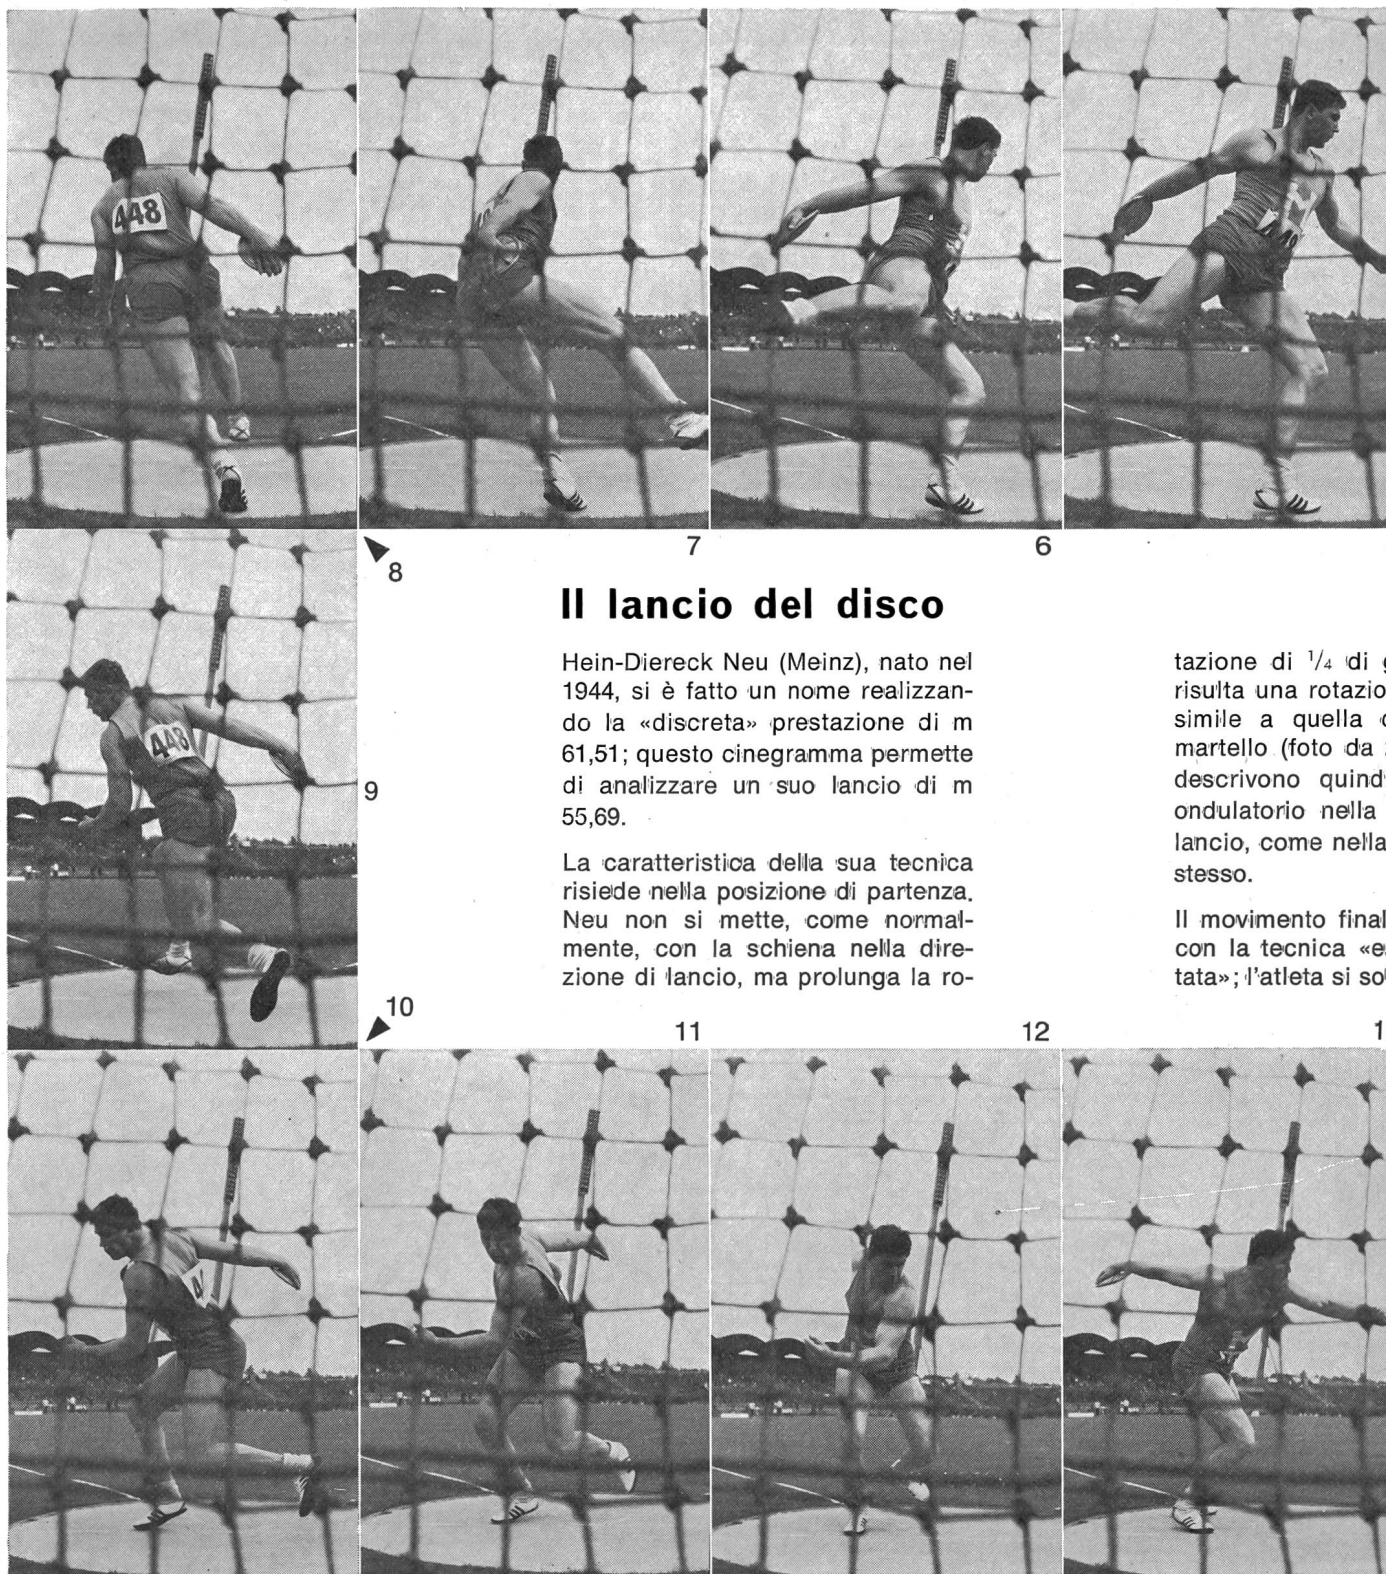 448
448
7
6
8
Il lancio del disco
Hein-Diereck Neu (Meinz), nato nel
1944, si è fatto un nome realizzan-
do la «discreta» prestazione di m
61,51; questo cinegramma permette
di analizzare un suo lancio di m
55,69.
La caratteristica della sua tecnica
risiede nella posizione di partenza.
Neu non si mette, come normal-
mente, con la schiena nella dire-
zione di lancio, ma prolunga la ro-
tazione di 1/4 di
risulta una
simile a quella
martello (foto da
descrivono
ondulatorio nella
lancio, come nella
stesso.
Il movimento
con la tecnica
tata»; l'atleta si
448
9
10
11
12